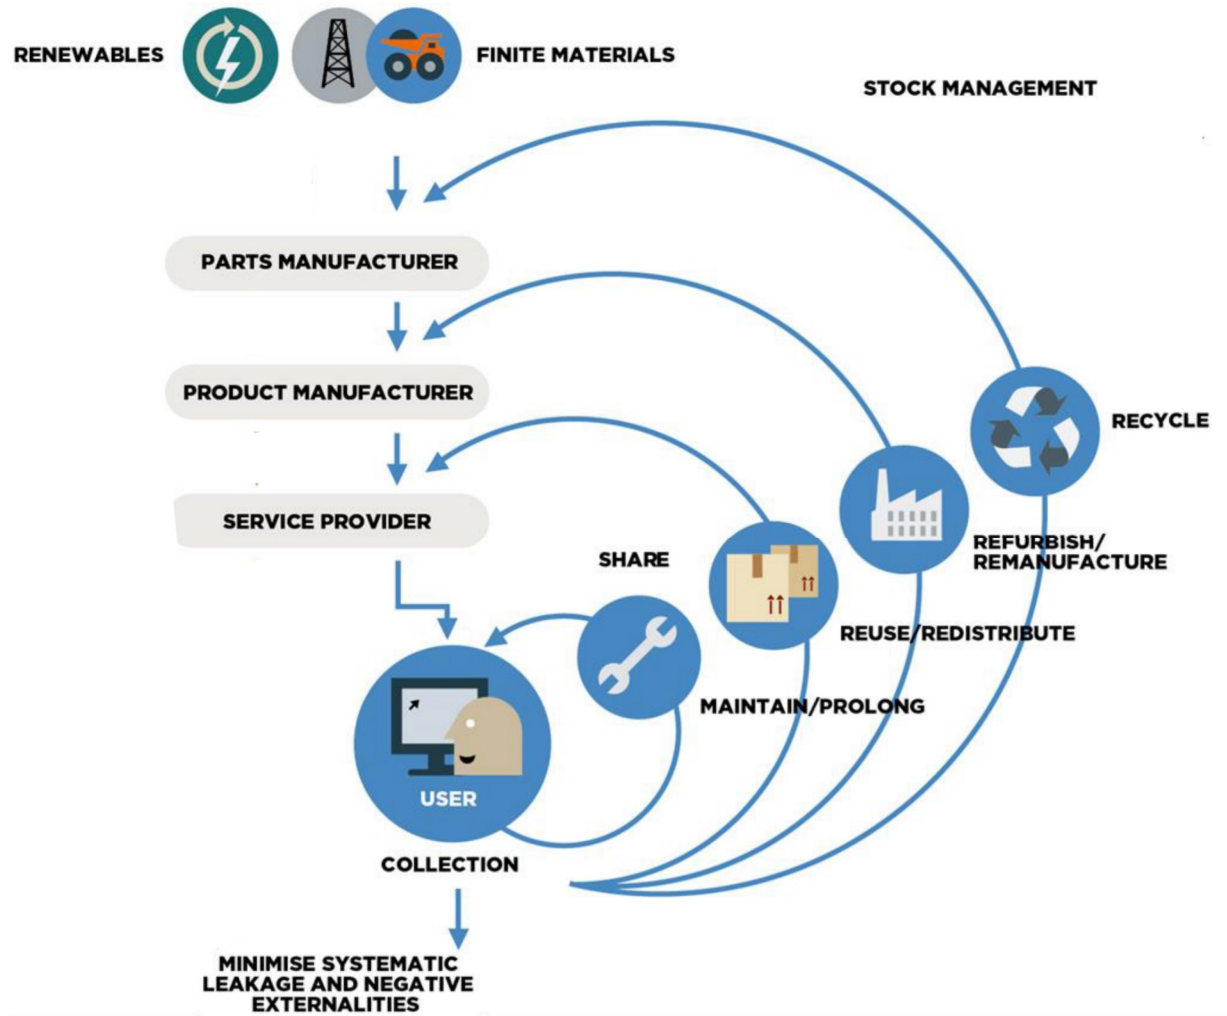 RENEWABLES
FINITE MATERIALS
STOCK MANAGEMENT
PARTS MANUFACTURER
PRODUCT MANUFACTURER
RECYCLE
SERVICE PROVIDER
REFURBISH/
REMANUFACTURE
SHARE
REUSE/REDISTRIBUTE
MAINTAIN/PROLONG
USER
COLLECTION
MINIMISE SYSTEMATIC
LEAKAGE AND NEGATIVE
EXTERNALITIES